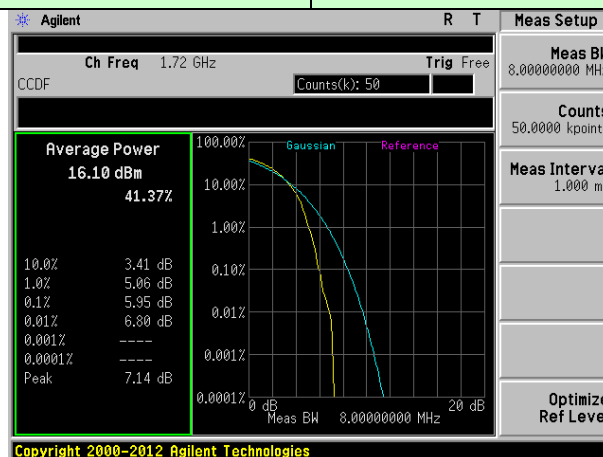 Agilent R T Meas Setup
Ch Freq 1.72 GHz Trig Free
CCDF Counts(k): 50
Meas B
8.00000000 MH
Average Power
16.10 dBm
41.37%
10.0% 3.41 dB
1.0% 5.06 dB
0.1% 5.95 dB
0.01% 6.80 dB
0.001% ----
0.0001% ----
Peak 7.14 dB
100.00% Gaussian Reference
10.00%
1.00%
0.10%
0.01%
0.001%
0.0001%
0 dB 20 dB
Meas BW 8.00000000 MHz
Counts
50.0000 kpoint
Meas Interva
1.000 m
Optimize
Ref Leve
Copyright 2000-2012 Agilent Technologies